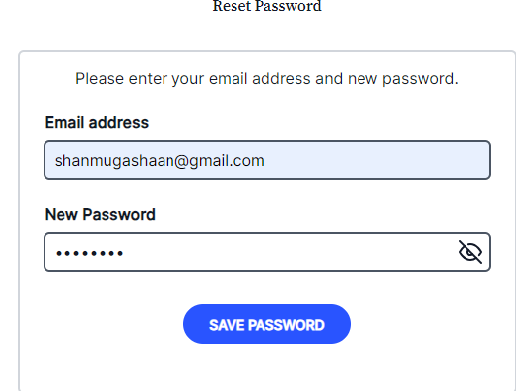 Reset Password
Please enter your email address and new password.
Email address
shanmugashaan@gmail.com
New Password
••••••••
SAVE PASSWORD